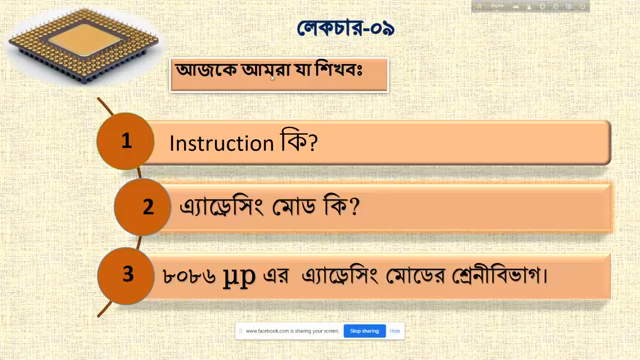 লেকচার-০৯
আজকে আমরা যা শিখবঃ
1 Instruction কি?
2 এ্যাড্রেসিং মোড কি?
3 ৮০৮৬ µp এর এ্যাড্রেসিং মোডের শ্রেনীবিভাগ।
www.facebook.com is sharing your screen. Stop sharing Hide